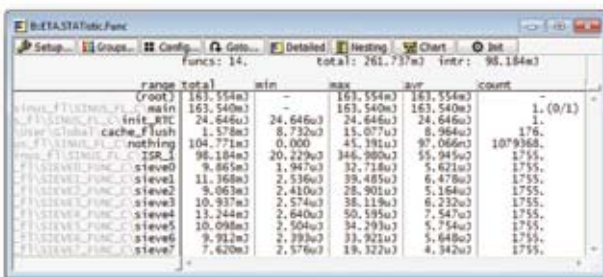 B::ETA.STATistic.Func
Setup... Groups... Config... Goto... Detailed Nesting Chart Init
funcs: 14. total: 261.737mJ intr: 98.184mJ
range total min max avr count
(root) 163.554mJ - 163.554mJ 163.554mJ -
main 163.540mJ - 163.540mJ 163.540mJ 1.(0/1)
init_RTC 24.646uJ 24.646uJ 24.646uJ 24.646uJ 1.
cache_flush 1.578mJ 8.732uJ 15.077uJ 8.964uJ 176.
nothing 104.771mJ 0.000 45.391uJ 97.066nJ 1079368.
ISR_1 98.184mJ 20.229uJ 346.980uJ 55.945uJ 1755.
sieve0 9.865mJ 1.947uJ 32.718uJ 5.621uJ 1755.
sieve1 11.368mJ 2.536uJ 39.485uJ 6.478uJ 1755.
sieve2 9.063mJ 2.410uJ 28.901uJ 5.164uJ 1755.
sieve3 10.937mJ 2.574uJ 38.119uJ 6.232uJ 1755.
sieve4 13.244mJ 2.640uJ 50.595uJ 7.547uJ 1755.
sieve5 10.098mJ 2.504uJ 34.293uJ 5.754uJ 1755.
sieve6 9.912mJ 2.393uJ 33.921uJ 5.648uJ 1755.
sieve7 7.620mJ 2.576uJ 19.322uJ 4.342uJ 1755.